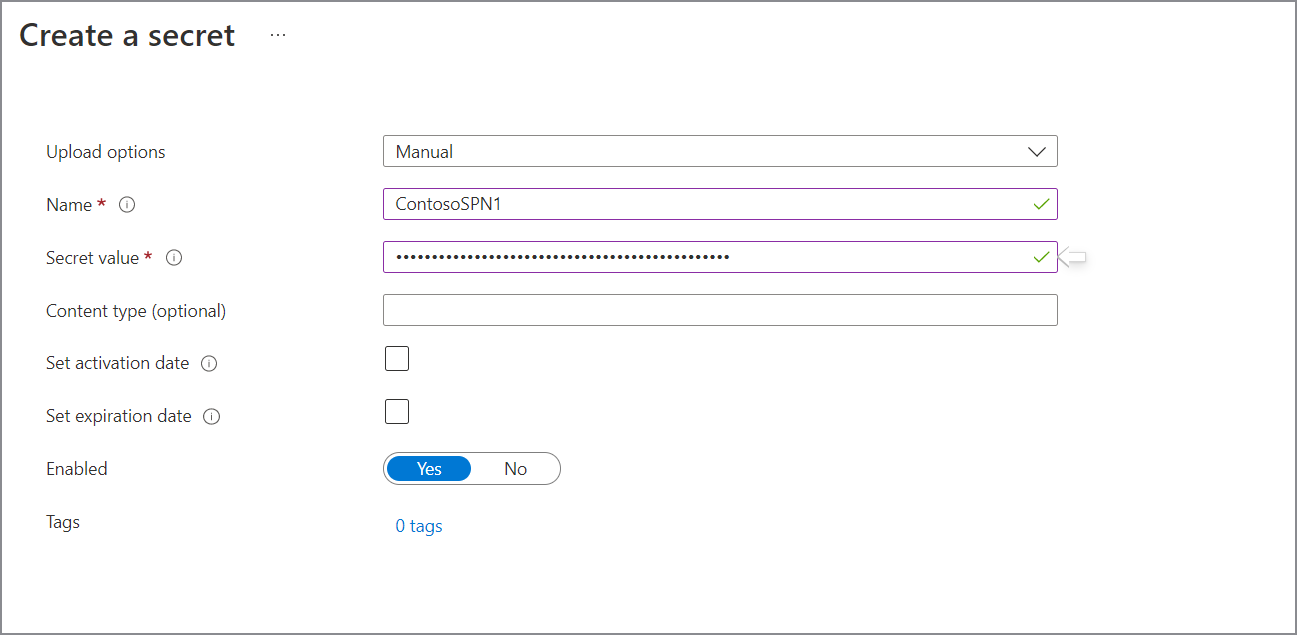 Create a secret ...
Upload options Manual
Name * ContosoSPN1
Secret value * •••••••••••••••••••••••••••••••••••••••••••••••
Content type (optional)
Set activation date
Set expiration date
Enabled Yes No
Tags 0 tags